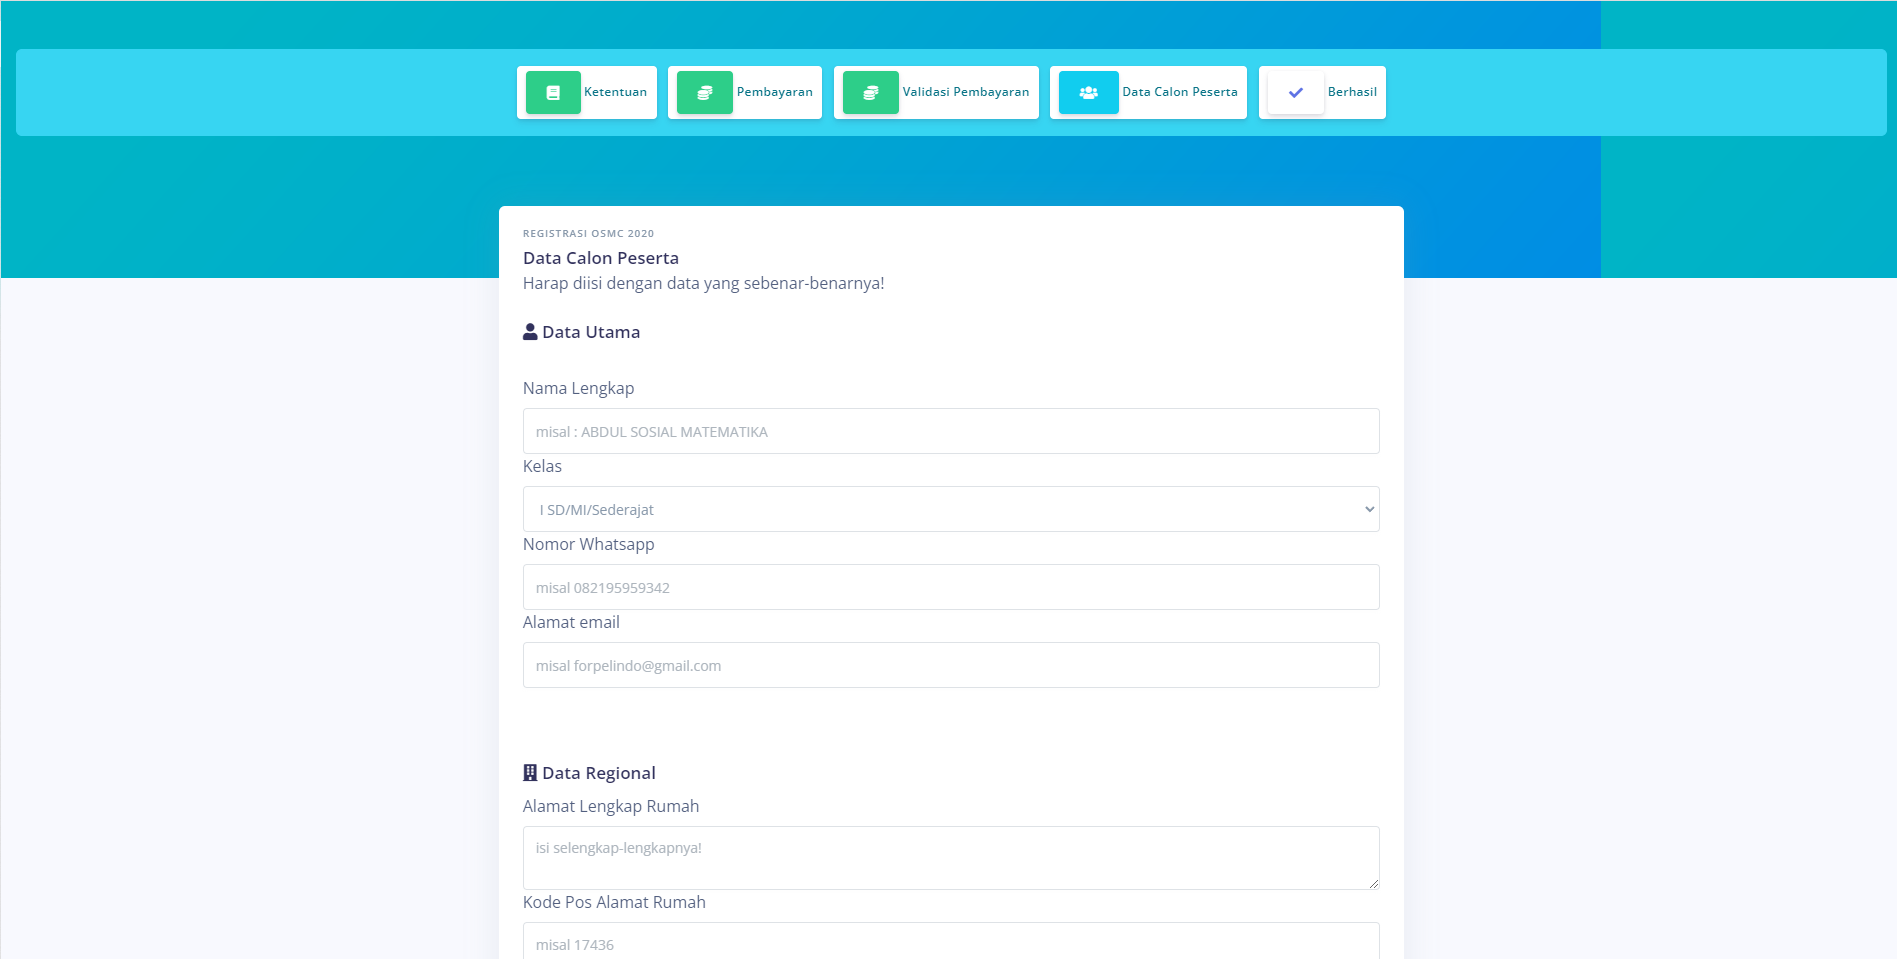 Ketentuan
Pembayaran
Validasi Pembayaran
Data Calon Peserta
Berhasil
REGISTRASI OSMC 2020
Data Calon Peserta
Harap diisi dengan data yang sebenar-benarnya!
Data Utama
Nama Lengkap
misal : ABDUL SOSIAL MATEMATIKA
Kelas
I SD/MI/Sederajat
Nomor Whatsapp
misal 082195959342
Alamat email
misal forpelindo@gmail.com
Data Regional
Alamat Lengkap Rumah
isi selengkap-lengkapnya!
Kode Pos Alamat Rumah
misal 17436